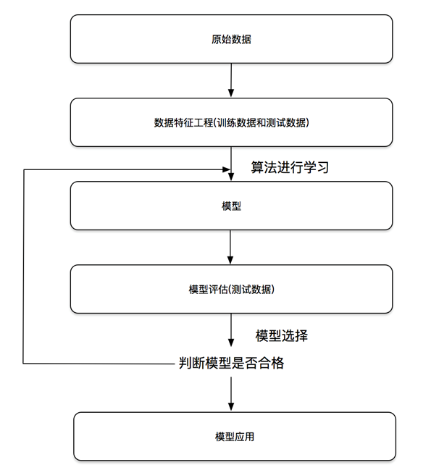 原始数据
数据特征工程(训练数据和测试数据)
算法进行学习
模型
模型评估(测试数据)
模型选择
判断模型是否合格
模型应用